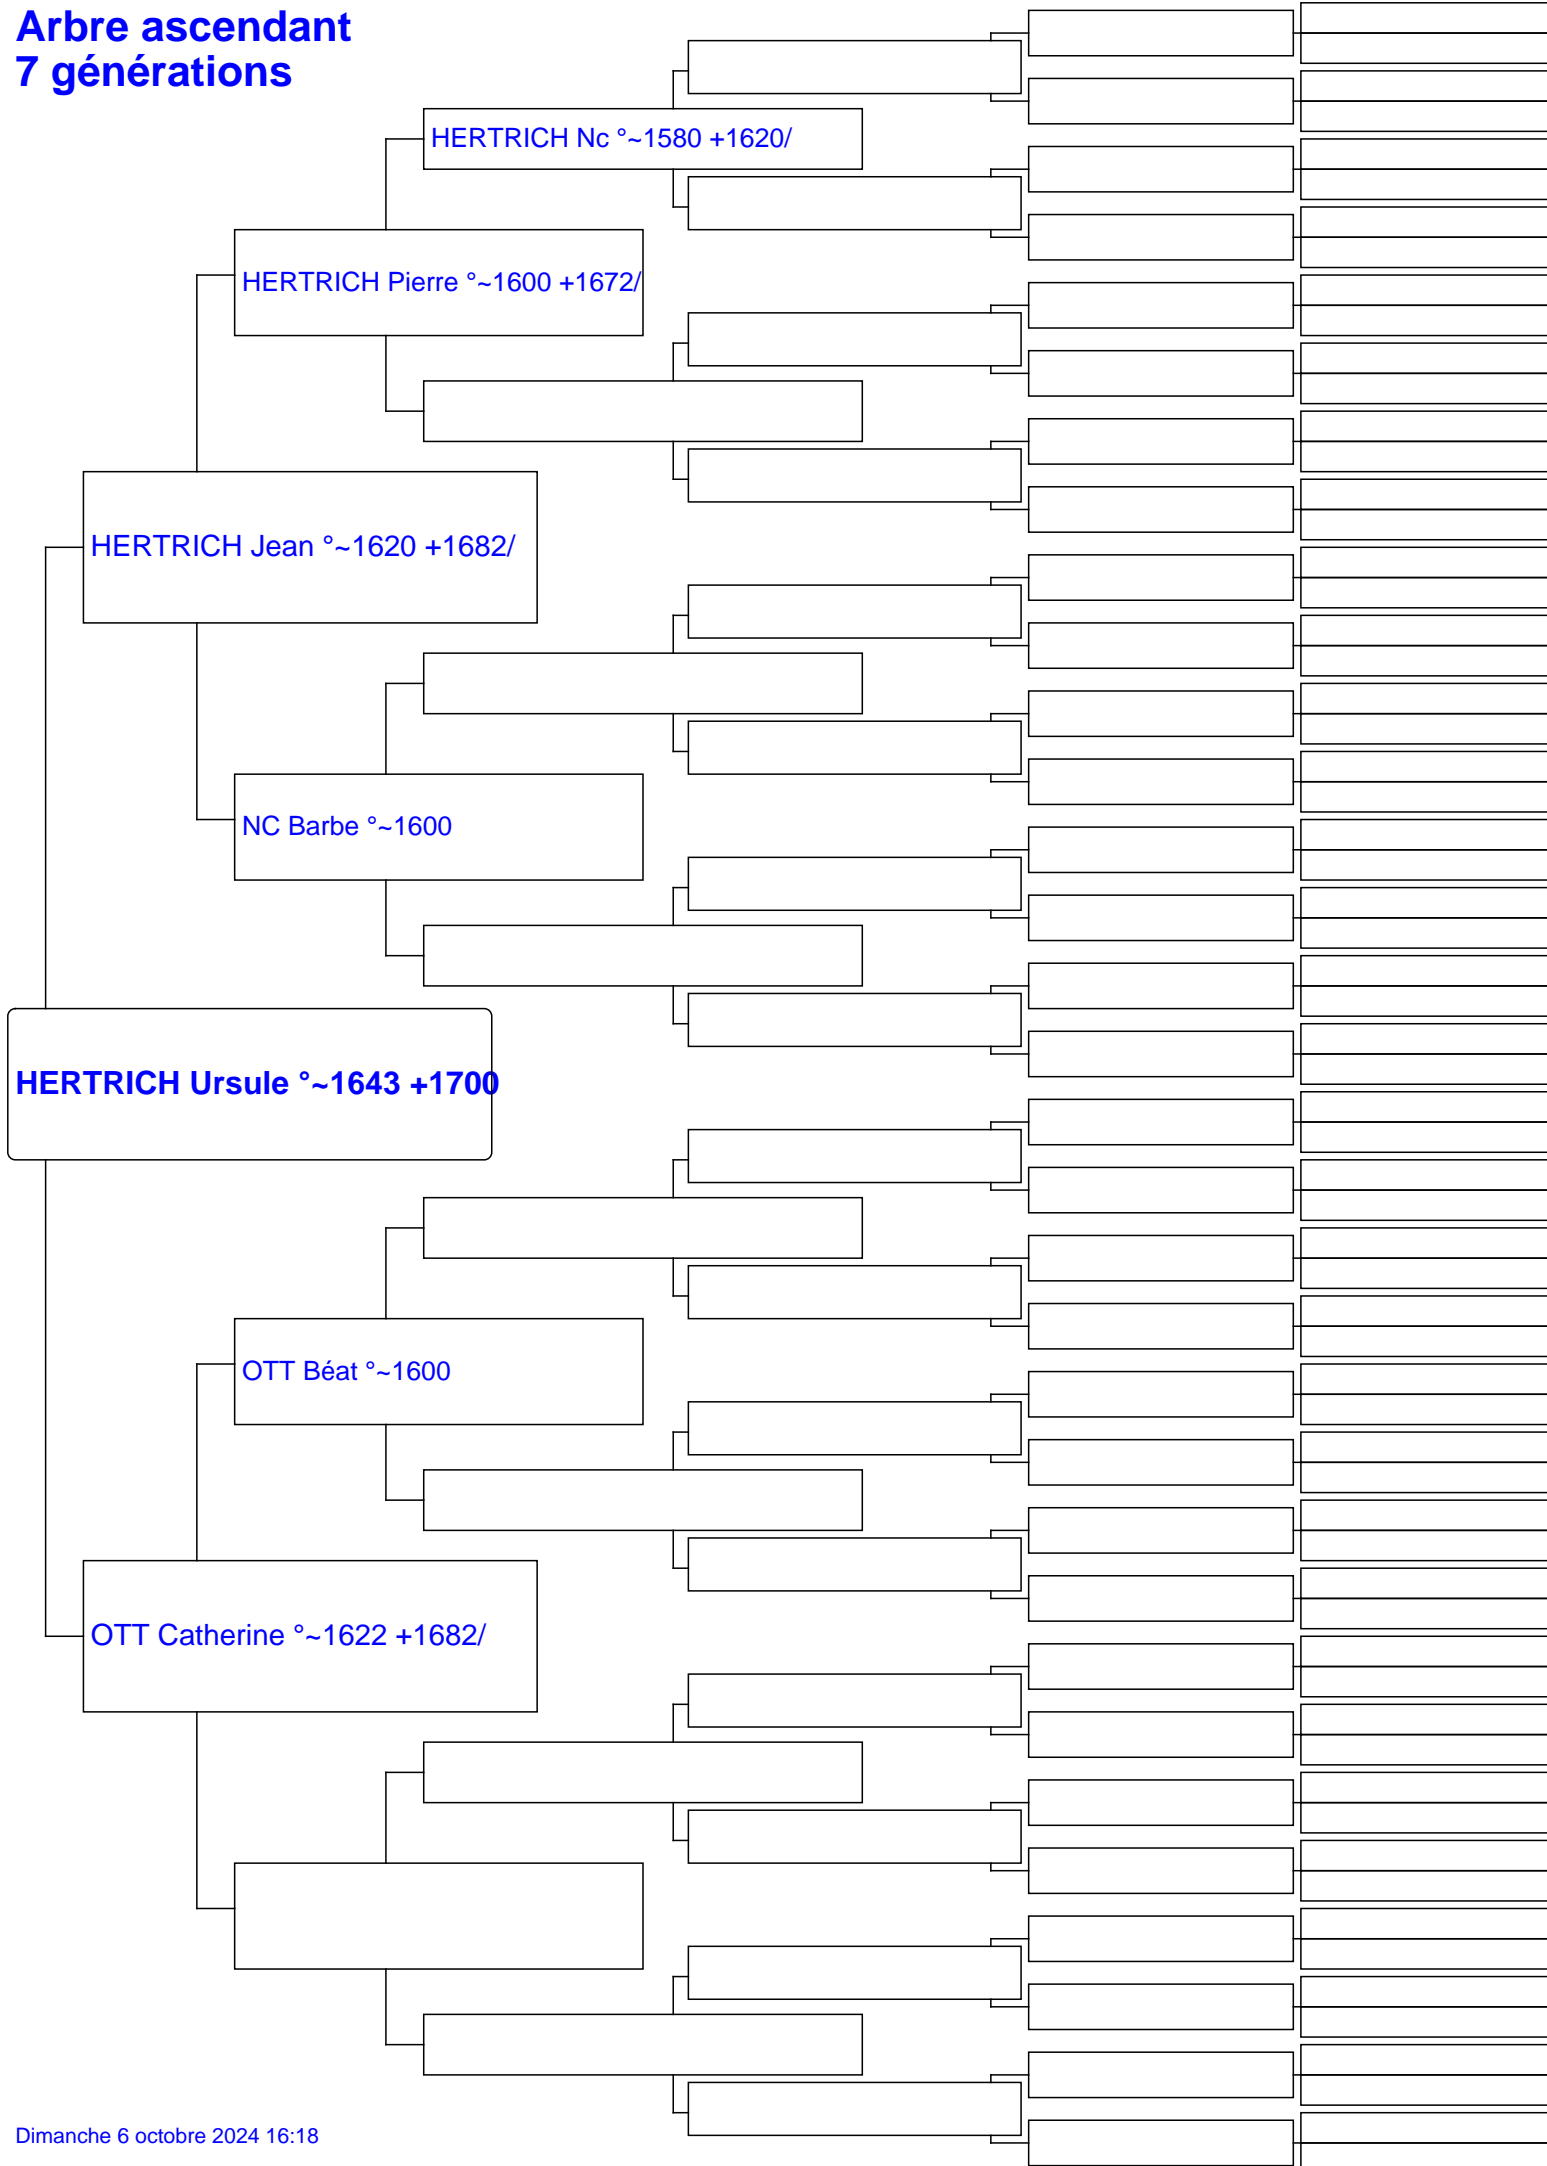 Arbre ascendant
7 générations
HERTRICH Nc °~1580 +1620/
HERTRICH Pierre °~1600 +1672/
HERTRICH Jean °~1620 +1682/
NC Barbe °~1600
HERTRICH Ursule °~1643 +1700
OTT Béat °~1600
OTT Catherine °~1622 +1682/
Dimanche 6 octobre 2024 16:18